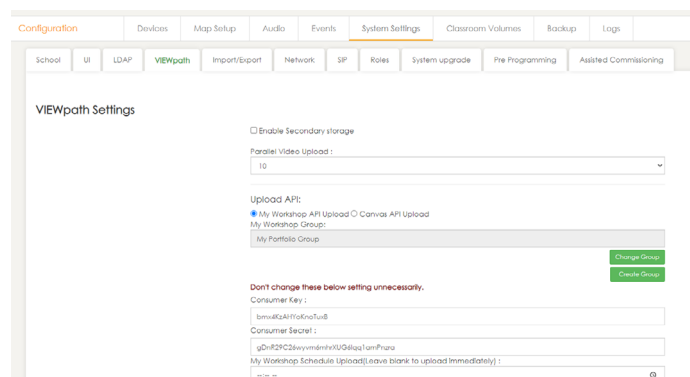 Configuration Devices Map Setup Audio Events System Settings Classroom Volumes Backup Logs
School UI LDAP VIEWpath Import/Export Network SIP Roles System upgrade Pre Programming Assisted Commissioning
VIEWpath Settings
Enable Secondary storage
Parallel Video Upload :
10
Upload API:
My Workshop API Upload Canvas API Upload
My Workshop Group:
My Portfolio Group
Change Group
Create Group
Don't change these below setting unnecessarily.
Consumer Key :
Consumer Secret :
My Workshop Schedule Upload(Leave blank to upload Immediately) :